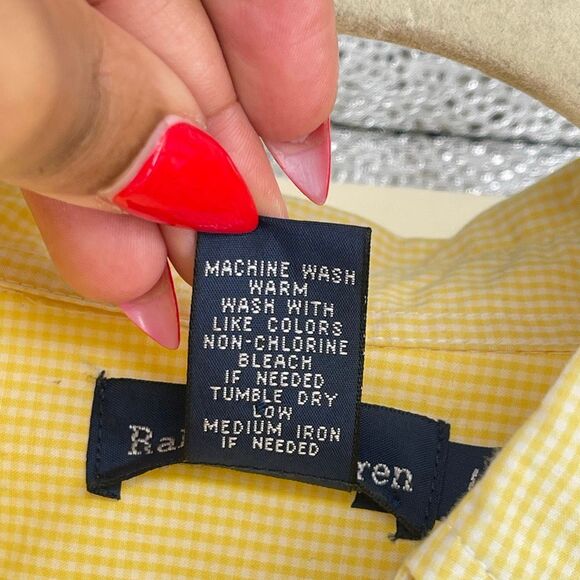 MACHINE WASH
WARM
WASH WITH
LIKE COLORS
NON-CHLORINE
BLEACH
IF NEEDED
TUMBLE DRY
LOW
MEDIUM IRON
IF NEEDED